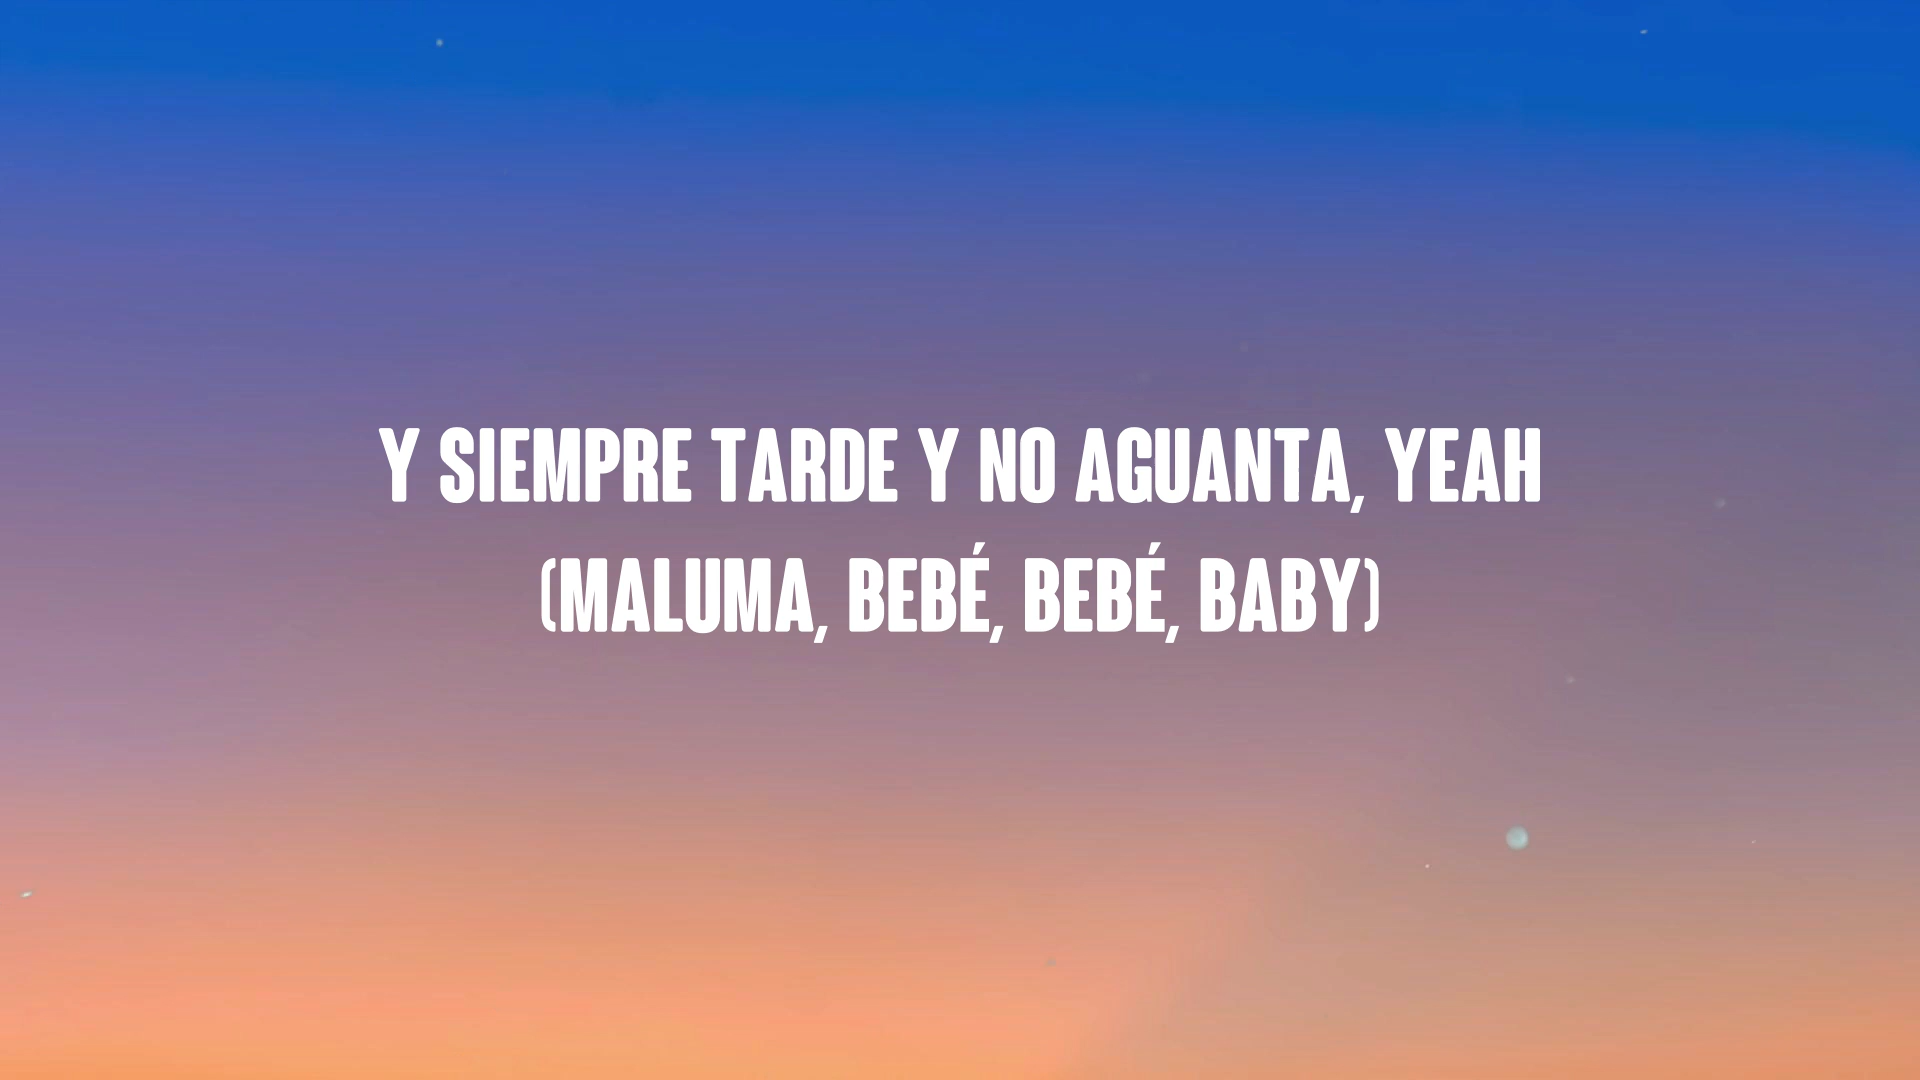 Y SIEMPRE TARDE Y NO AGUANTA, YEAH
(MALUMA, BEBÉ, BEBÉ, BABY)